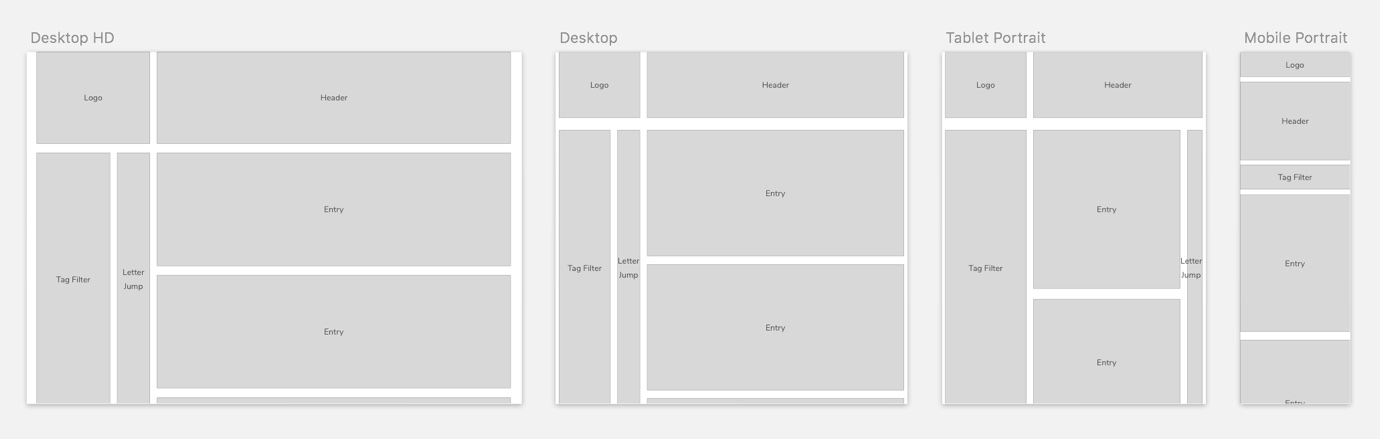 Desktop HD
Logo
Header
Entry
Tag Filter
Letter
Jump
Entry
Desktop
Logo
Header
Entry
Tag Filter
Letter
Jump
Entry
Tablet Portrait
Logo
Header
Entry
Tag Filter
Letter
Jump
Entry
Mobile Portrait
Logo
Header
Tag Filter
Entry
Entry